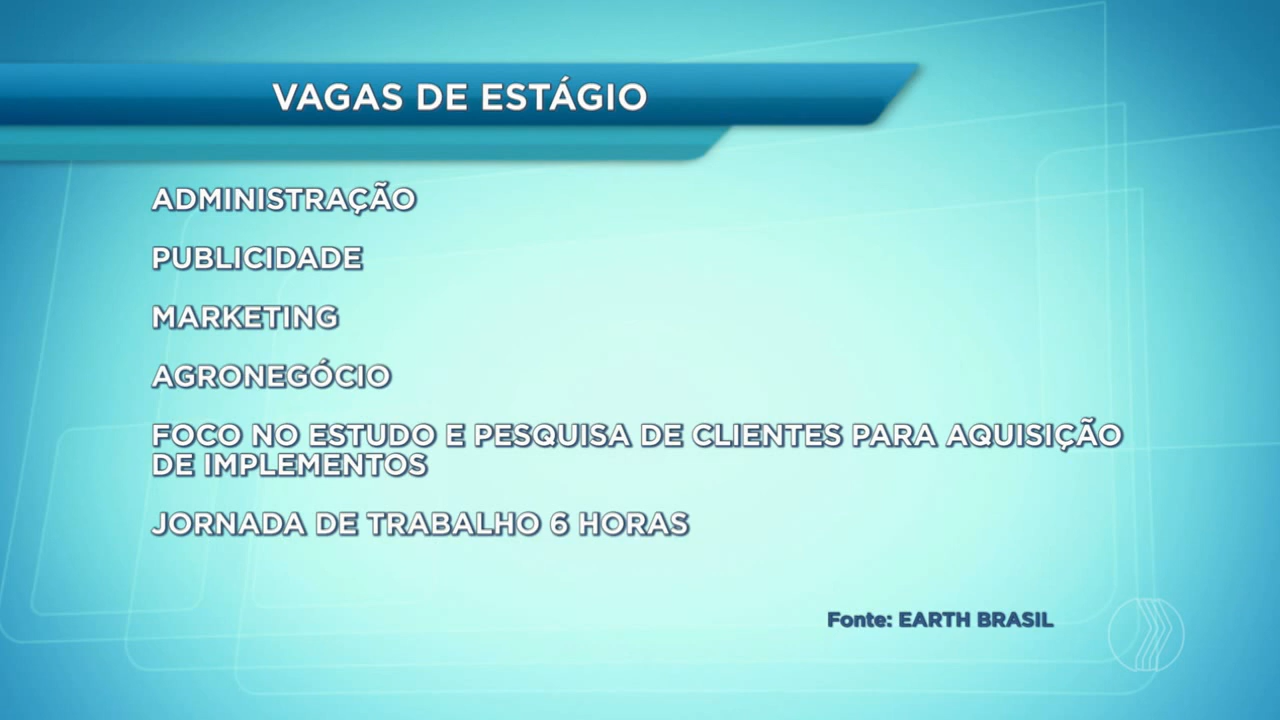 VAGAS DE ESTÁGIO
ADMINISTRAÇÃO
PUBLICIDADE
MARKETING
AGRONEGÓCIO
FOCO NO ESTUDO E PESQUISA DE CLIENTES PARA AQUISIÇÃO
DE IMPLEMENTOS
JORNADA DE TRABALHO 6 HORAS
Fonte: EARTH BRASIL